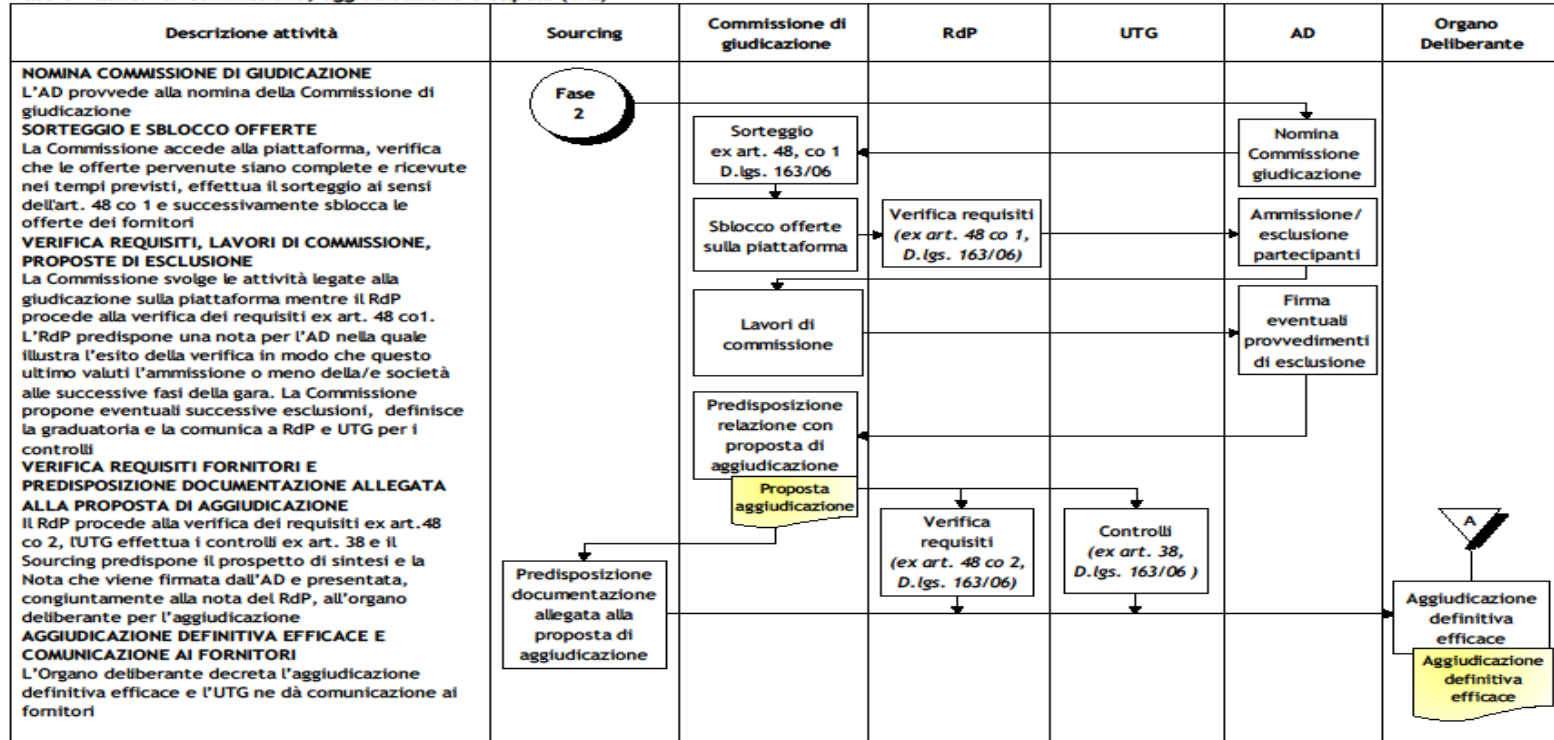 Descrizione attività
Sourcing
Commissione di
giudicazione
RdP
UTG
AD
Organo
Deliberante
NOMINA COMMISSIONE DI GIUDICAZIONE
L'AD provvede alla nomina della Commissione di
giudicazione
SORTEGGIO E SBLOCCO OFFERTE
La Commissione accede alla piattaforma, verifica
che le offerte pervenute siano complete e ricevute
nei tempi previsti, effettua il sorteggio ai sensi
dell'art. 48 co 1 e successivamente sblocca le
offerte dei fornitori
VERIFICA REQUISITI, LAVORI DI COMMISSIONE,
PROPOSTE DI ESCLUSIONE
La Commissione svolge le attività legate alla
giudicazione sulla piattaforma mentre il RdP
procede alla verifica dei requisiti ex art. 48 co1.
L'RdP predispone una nota per l'AD nella quale
illustra l'esito della verifica in modo che questo
ultimo valuti l'ammissione o meno della/e società
alle successive fasi della gara. La Commissione
propone eventuali successive esclusioni, definisce
la graduatoria e la comunica a RdP e UTG per i
controlli
VERIFICA REQUISITI FORNITORI E
PREDISPOSIZIONE DOCUMENTAZIONE ALLEGATA
ALLA PROPOSTA DI AGGIUDICAZIONE
Il RdP procede alla verifica dei requisiti ex art.48
co 2, l'UTG effettua i controlli ex art. 38 e il
Sourcing predispone il prospetto di sintesi e la
Nota che viene firmata dall'AD e presentata,
congiuntamente alla nota del RdP, all'organo
deliberante per l'aggiudicazione
AGGIUDICAZIONE DEFINITIVA EFFICACE E
COMUNICAZIONE AI FORNITORI
L'Organo deliberante decreta l'aggiudicazione
definitiva efficace e l'UTG ne dà comunicazione ai
fornitori
Fase
2
Nomina
Commissione
giudicazione
Sorteggio
ex art. 48, co 1
D.lgs. 163/06
Sblocco offerte
sulla piattaforma
Verifica requisiti
(ex art. 48 co 1,
D.lgs. 163/06)
Ammissione/
esclusione
partecipanti
Lavori di
commissione
Firma
eventuali
provvedimenti
di esclusione
Predisposizione
relazione con
proposta di
aggiudicazione
Proposta
aggiudicazione
Verifica
requisiti
(ex art. 48 co 2,
D.lgs. 163/06)
Controlli
(ex art. 38,
D.lgs. 163/06 )
Predisposizione
documentazione
allegata alla
proposta di
aggiudicazione
A
Aggiudicazione
definitiva
efficace
Aggiudicazione
definitiva
efficace